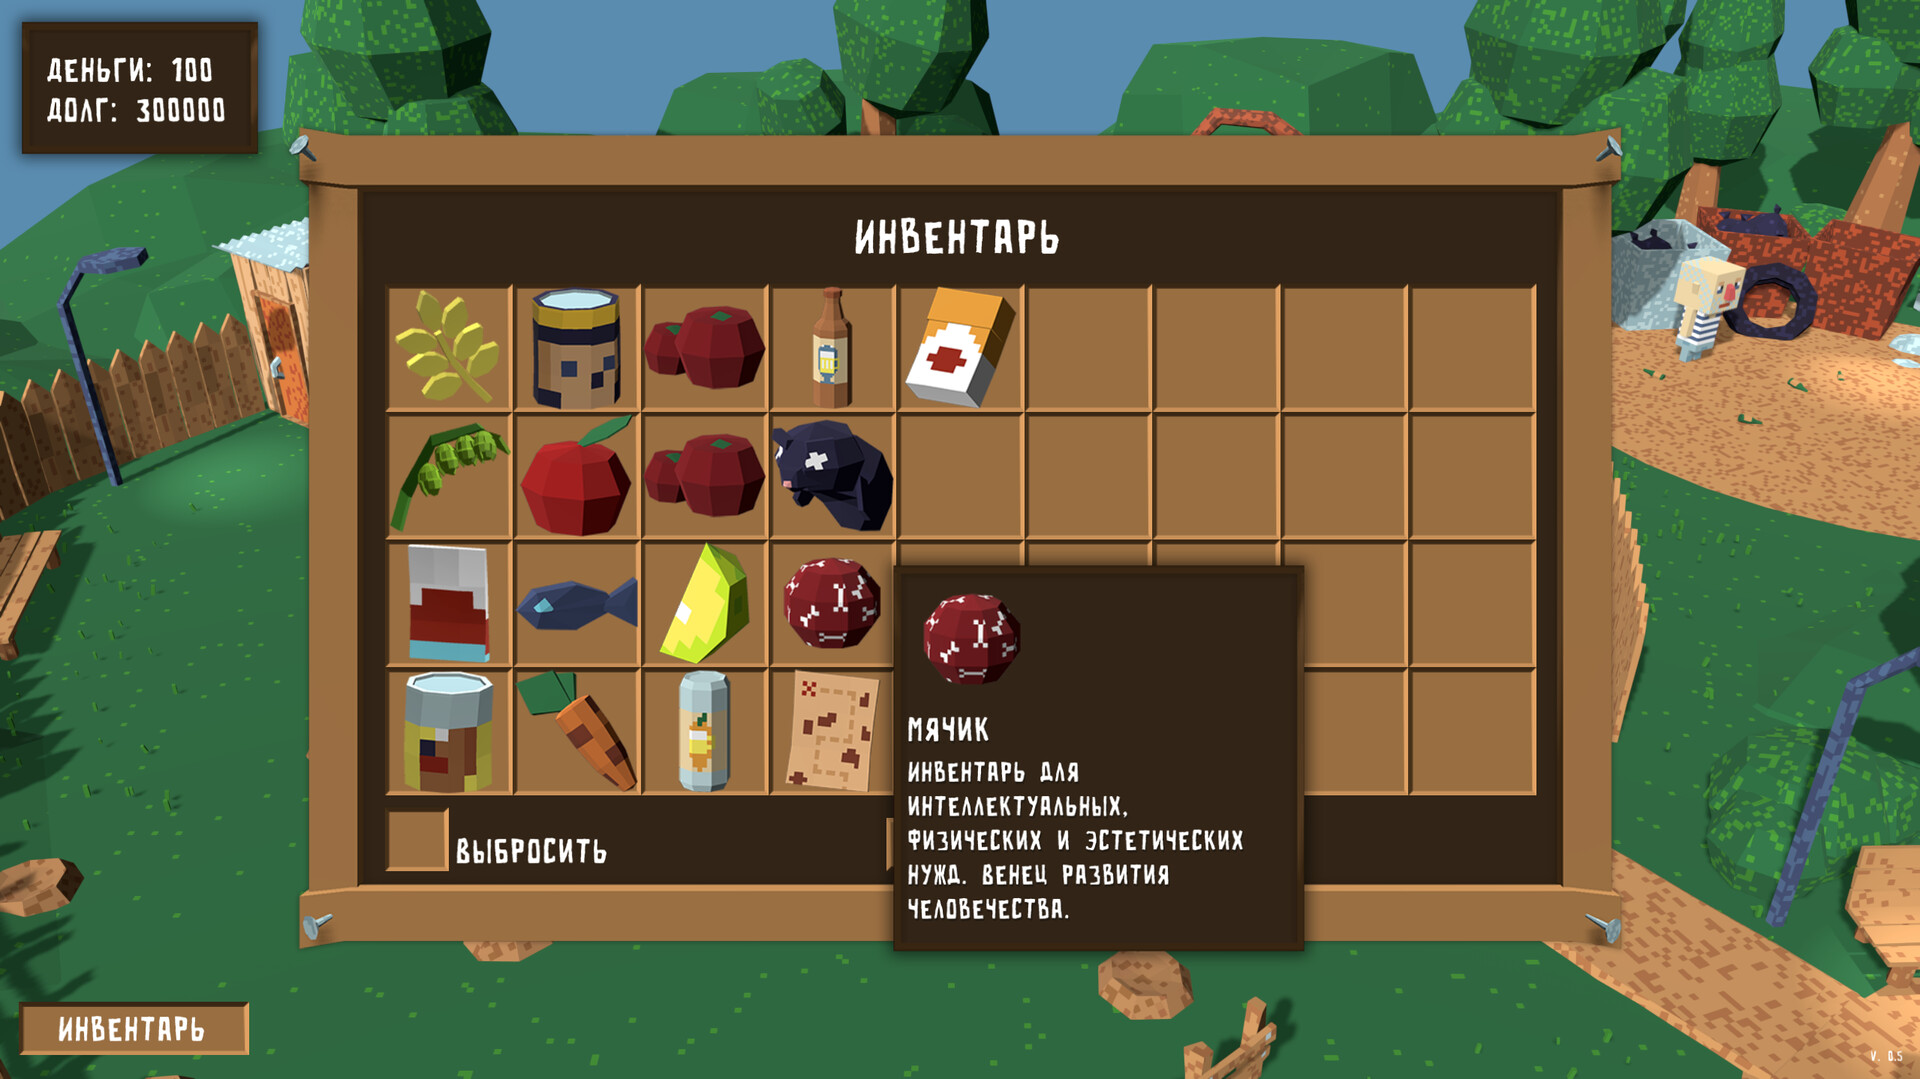 ДЕНЬГИ: 100
ДОЛГ: 300000
ИНВЕНТАРЬ
МЯЧИК
ИНВЕНТАРЬ ДЛЯ
ИНТЕЛЛЕКТУАЛЬНЫХ,
ФИЗИЧЕСКИХ И ЭСТЕТИЧЕСКИХ
НУЖД. ВЕНЕЦ РАЗВИТИЯ
ЧЕЛОВЕЧЕСТВА.
ВЫБРОСИТЬ
ИНВЕНТАРЬ
V. 0.5